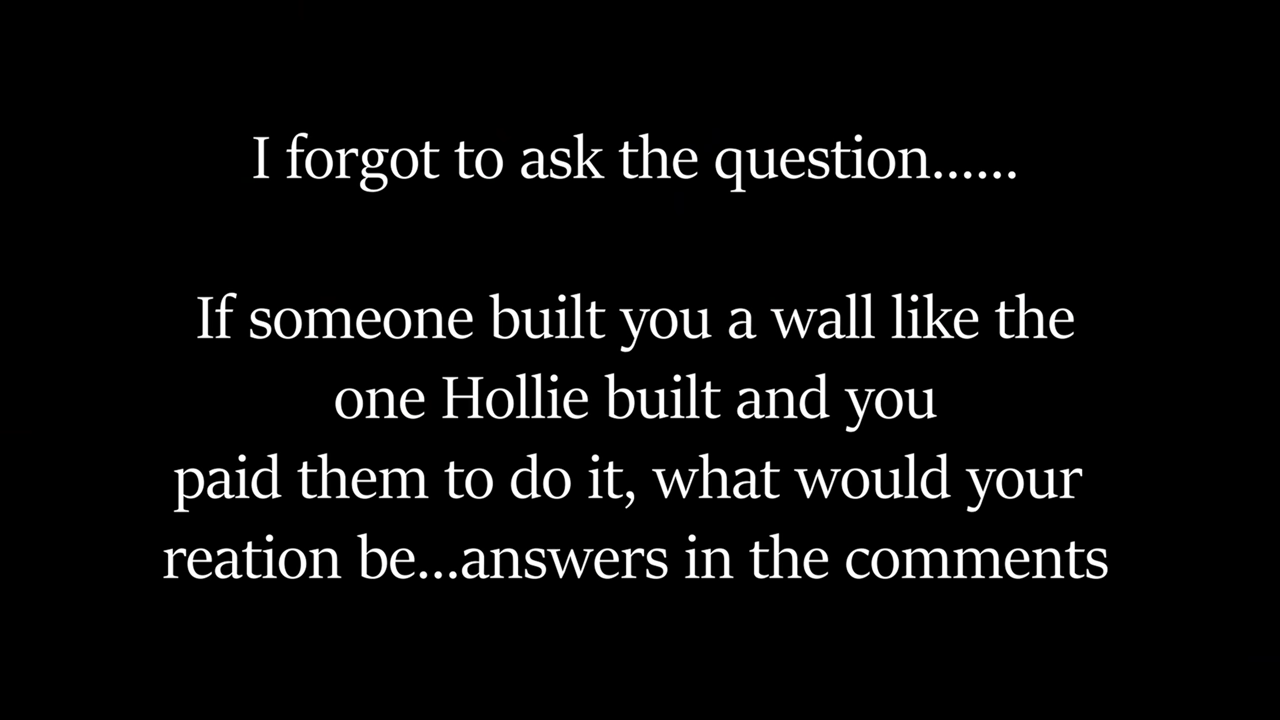 I forgot to ask the question......
If someone built you a wall like the
one Hollie built and you
paid them to do it, what would your
reation be...answers in the comments